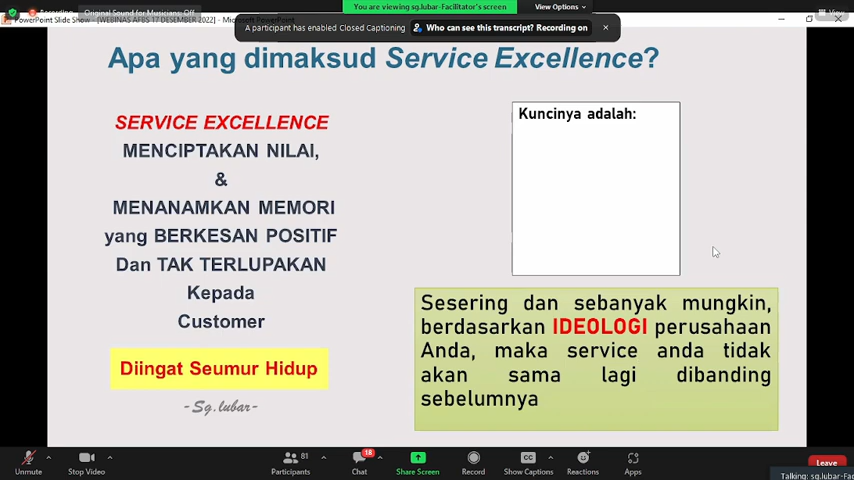 You are viewing sg.lubar-Facilitator's screen
View Options
Recording
Original Sound for Musicians: Off
PowerPoint Slide Show - [WEBINAS AFBS 17 DESEMBER 2022] - Microsoft PowerPoint
View
A participant has enabled Closed Captioning
Who can see this transcript? Recording on
Apa yang dimaksud Service Excellence?
SERVICE EXCELLENCE
MENCIPTAKAN NILAI,
&
MENANAMKAN MEMORI
yang BERKESAN POSITIF
Dan TAK TERLUPAKAN
Kepada
Customer
Diingat Seumur Hidup
-Sg.lubar-
Kuncinya adalah:
Sesering dan sebanyak mungkin,
berdasarkan IDEOLOGI perusahaan
Anda, maka service anda tidak
akan sama lagi dibanding
sebelumnya
Unmute
Stop Video
81
Participants
18
Chat
Share Screen
Record
CC
Show Captions
Reactions
Apps
Leave
Talking: sg.lubar-Fac